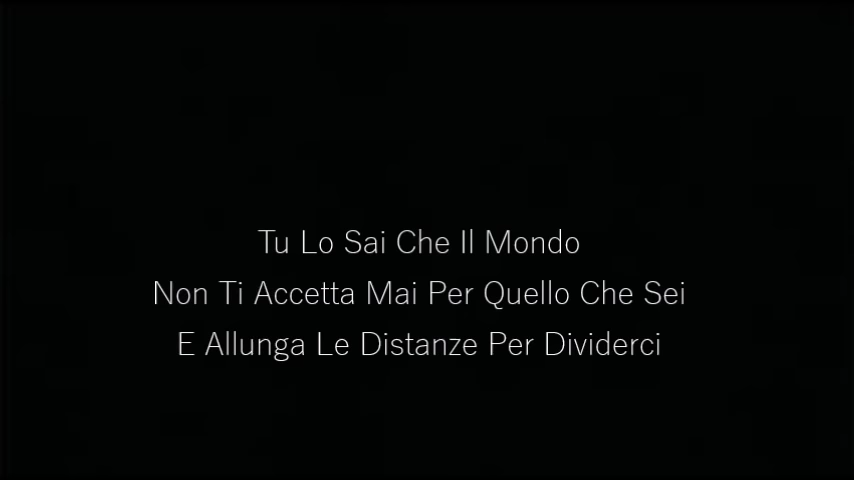 Tu Lo Sai Che Il Mondo
Non Ti Accetta Mai Per Quello Che Sei
E Allunga Le Distanze Per Dividerci